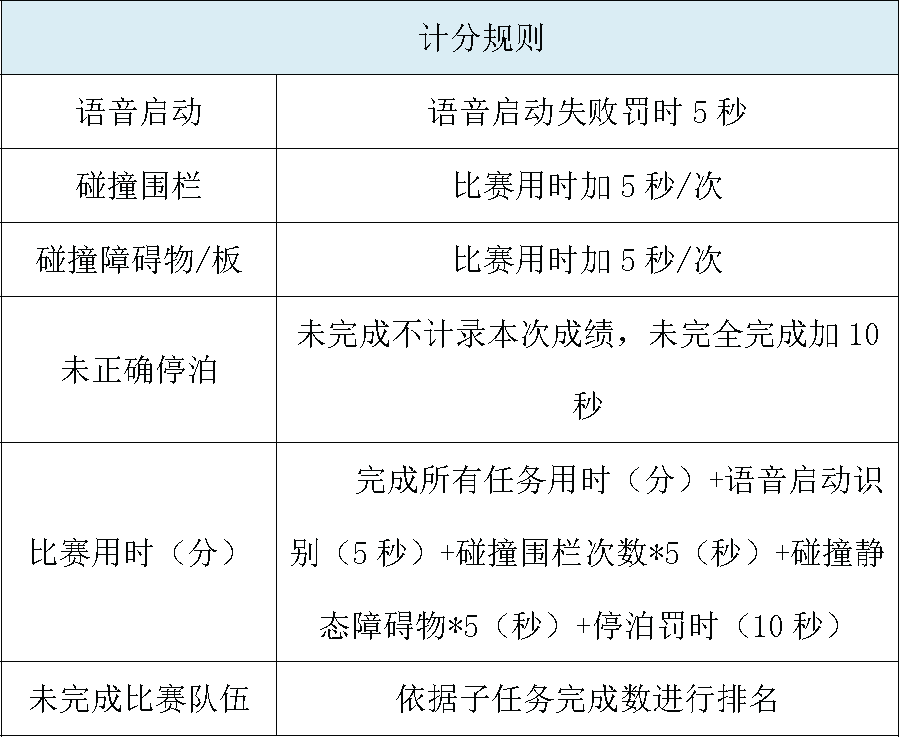 计分规则
语音启动
语音启动失败罚时5秒
碰撞围栏
比赛用时加5秒/次
碰撞障碍物/板
比赛用时加5秒/次
未正确停泊
未完成不计录本次成绩，未完全完成加10
秒
比赛用时（分）
完成所有任务用时（分）+语音启动识
别（5秒）+碰撞围栏次数*5（秒）+碰撞静
态障碍物*5（秒）+停泊罚时（10秒）
未完成比赛队伍
依据子任务完成数进行排名